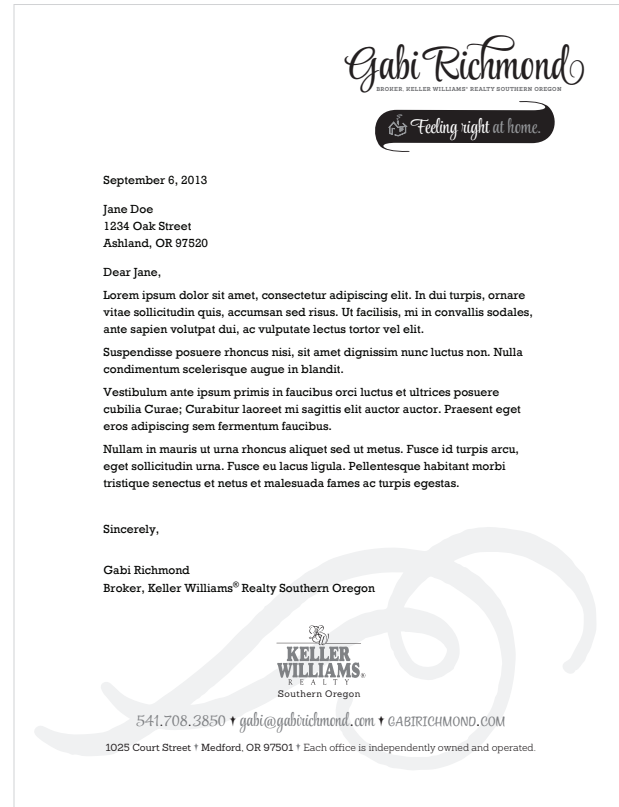 Gabi Richmond
BROKER, KELLER WILLIAMS® REALTY SOUTHERN OREGON
Feeling right at home.
September 6, 2013
Jane Doe
1234 Oak Street
Ashland, OR 97520
Dear Jane,
Lorem ipsum dolor sit amet, consectetur adipiscing elit. In dui turpis, ornare
vitae sollicitudin quis, accumsan sed risus. Ut facilisis, mi in convallis sodales,
ante sapien volutpat dui, ac vulputate lectus tortor vel elit.
Suspendisse posuere rhoncus nisi, sit amet dignissim nunc luctus non. Nulla
condimentum scelerisque augue in blandit.
Vestibulum ante ipsum primis in faucibus orci luctus et ultrices posuere
cubilia Curae; Curabitur laoreet mi sagittis elit auctor auctor. Praesent eget
eros adipiscing sem fermentum faucibus.
Nullam in mauris ut urna rhoncus aliquet sed ut metus. Fusce id turpis arcu,
eget sollicitudin urna. Fusce eu lacus ligula. Pellentesque habitant morbi
tristique senectus et netus et malesuada fames ac turpis egestas.
Sincerely,
Gabi Richmond
Broker, Keller Williams® Realty Southern Oregon
KELLER
WILLIAMS®
REALTY
Southern Oregon
541.708.3850 † gabi@gabirichmond.com † GABIRICHMOND.COM
1025 Court Street † Medford, OR 97501 † Each office is independently owned and operated.